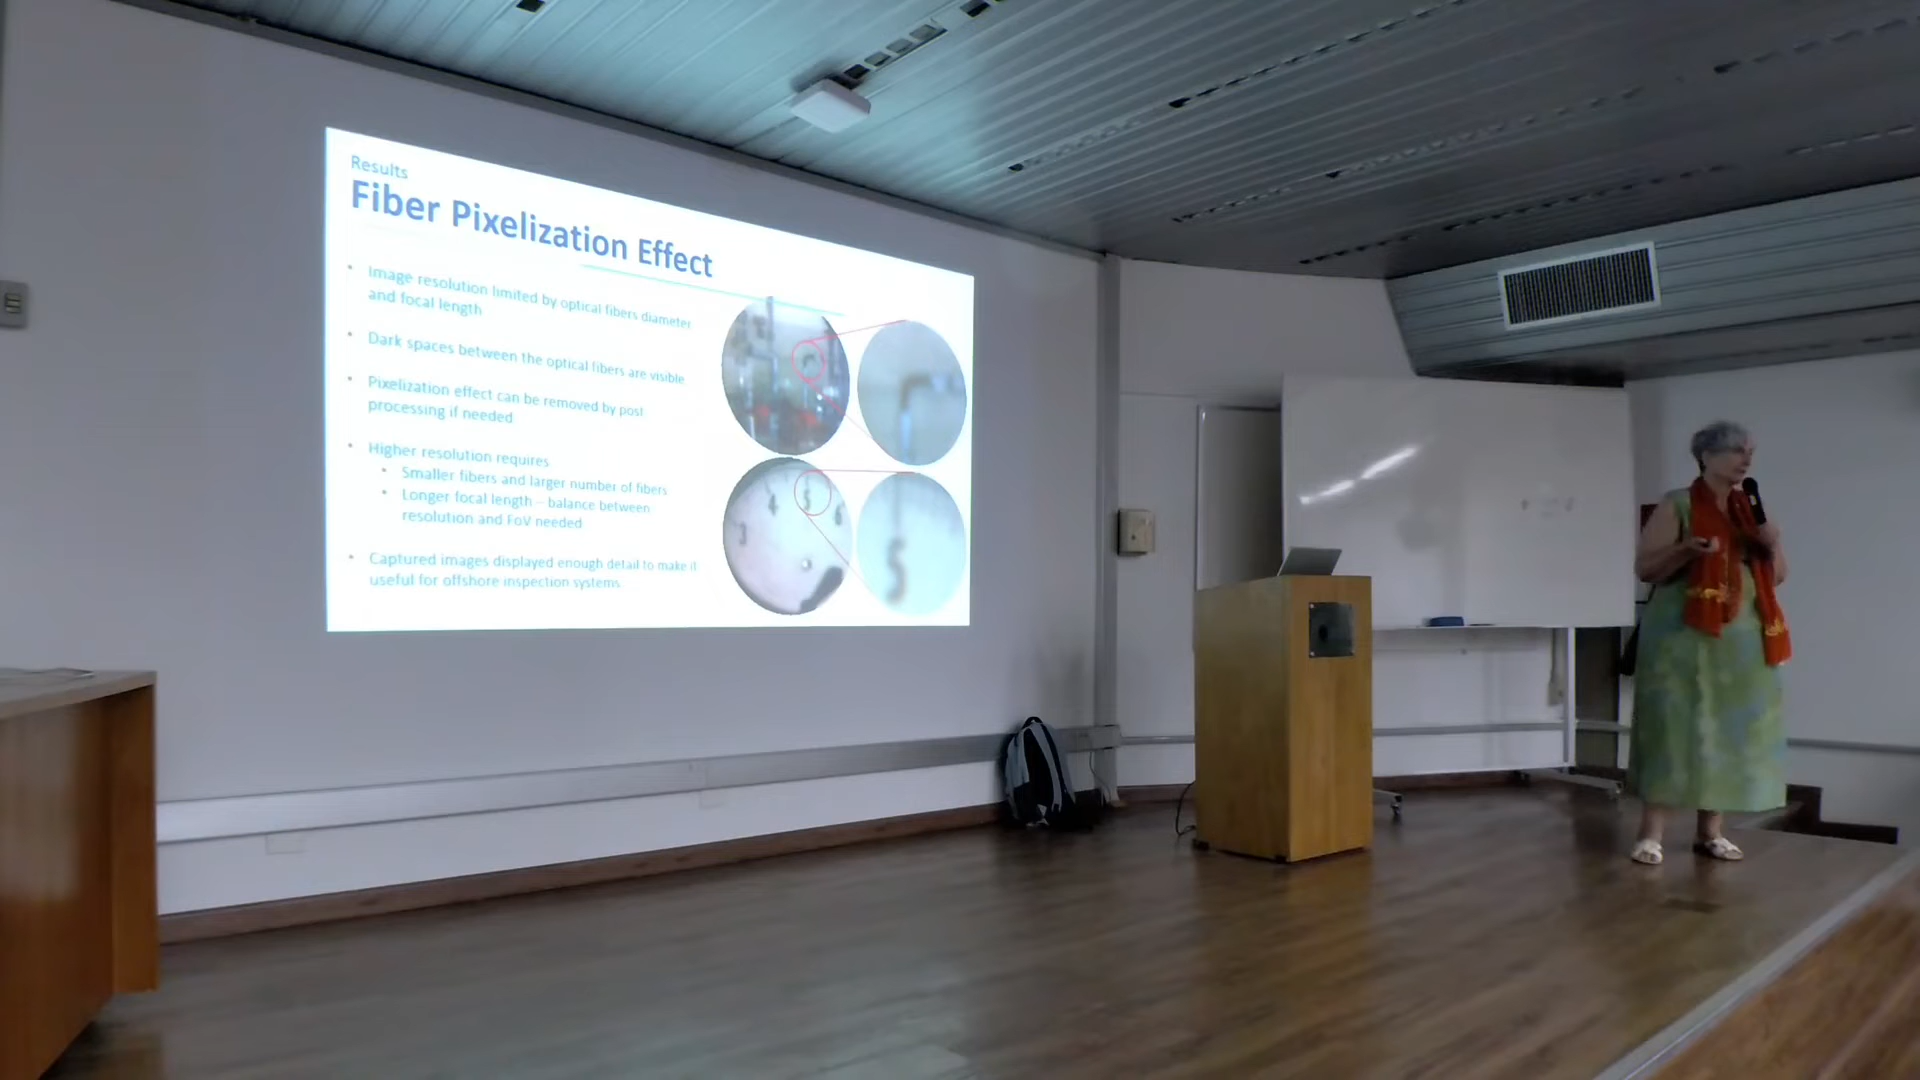 Results
Fiber Pixelization Effect
• Image resolution limited by optical fibers diameter
and focal length
• Dark spaces between the optical fibers are visible
• Pixelization effect can be removed by post
processing if needed
• Higher resolution requires
• Smaller fibers and larger number of fibers
• Longer focal length – balance between
resolution and FoV needed
• Captured images displayed enough detail to make it
useful for offshore inspection systems
3
4
5
6
5